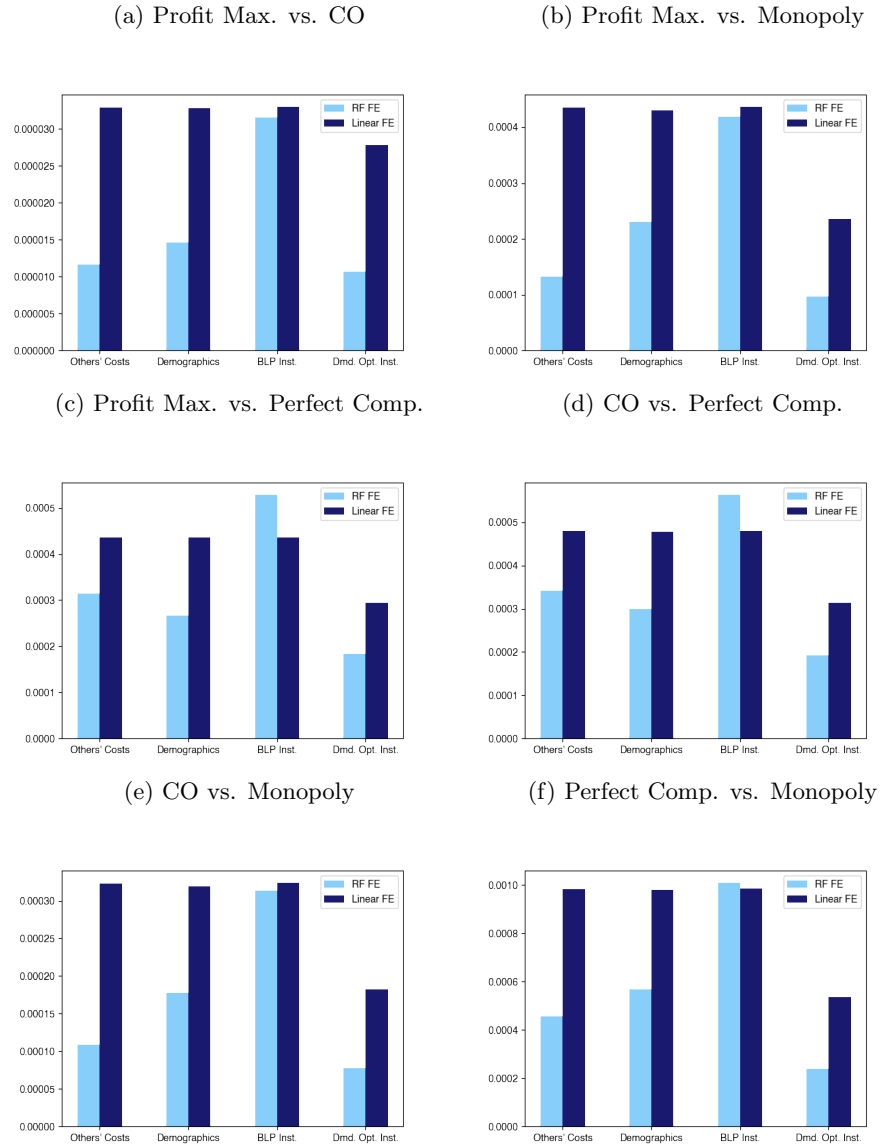 (a) Profit Max. vs. CO
0.000030
0.000025
0.000020
0.000015
0.000010
0.000005
0.000000
RF FE
Linear FE
Others' Costs Demographics BLP Inst. Dmd. Opt. Inst.
(b) Profit Max. vs. Monopoly
0.0004
0.0003
0.0002
0.0001
0.0000
RF FE
Linear FE
Others' Costs Demographics BLP Inst. Dmd. Opt. Inst.
(c) Profit Max. vs. Perfect Comp.
0.0005
0.0004
0.0003
0.0002
0.0001
0.0000
RF FE
Linear FE
Others' Costs Demographics BLP Inst. Dmd. Opt. Inst.
(d) CO vs. Perfect Comp.
0.0005
0.0004
0.0003
0.0002
0.0001
0.0000
RF FE
Linear FE
Others' Costs Demographics BLP Inst. Dmd. Opt. Inst.
(e) CO vs. Monopoly
0.00030
0.00025
0.00020
0.00015
0.00010
0.00005
0.00000
RF FE
Linear FE
Others' Costs Demographics BLP Inst. Dmd. Opt. Inst.
(f) Perfect Comp. vs. Monopoly
0.0010
0.0008
0.0006
0.0004
0.0002
0.0000
RF FE
Linear FE
Others' Costs Demographics BLP Inst. Dmd. Opt. Inst.